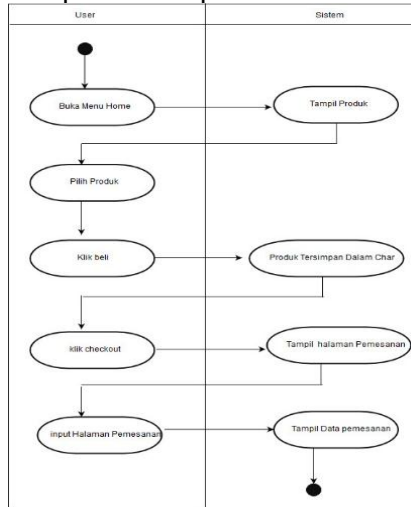 User
Sistem
Buka Menu Home
Tampil Produk
Pilih Produk
Klik beli
Produk Tersimpan Dalam Char
klik checkout
Tampil halaman Pemesanan
input Halaman Pemesanan
Tampil Data pemesanan